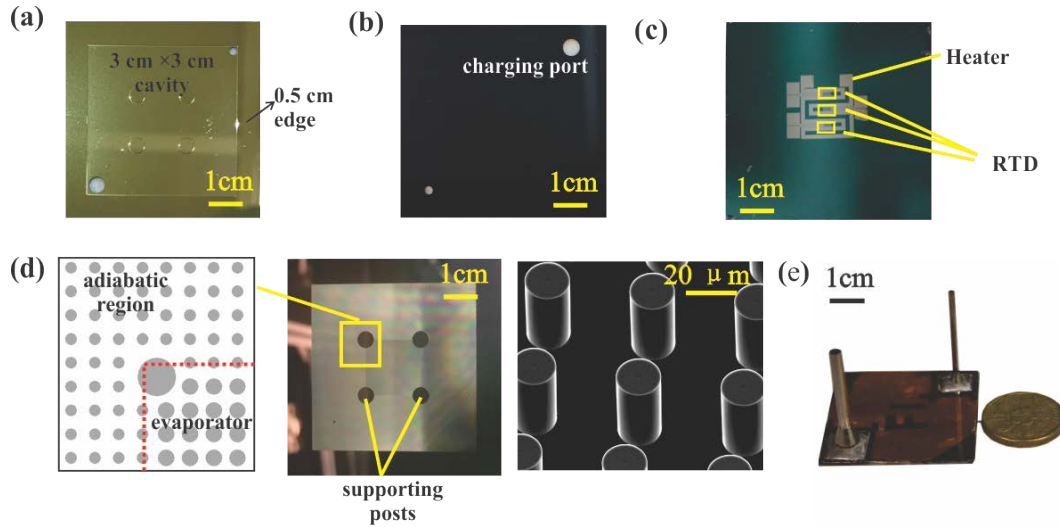 (a)
3 cm ×3 cm
cavity
0.5 cm
edge
1cm
(b)
charging port
1cm
(c)
Heater
RTD
1cm
(d)
adiabatic
region
evaporator
1cm
supporting
posts
20 μm
(e)
1cm